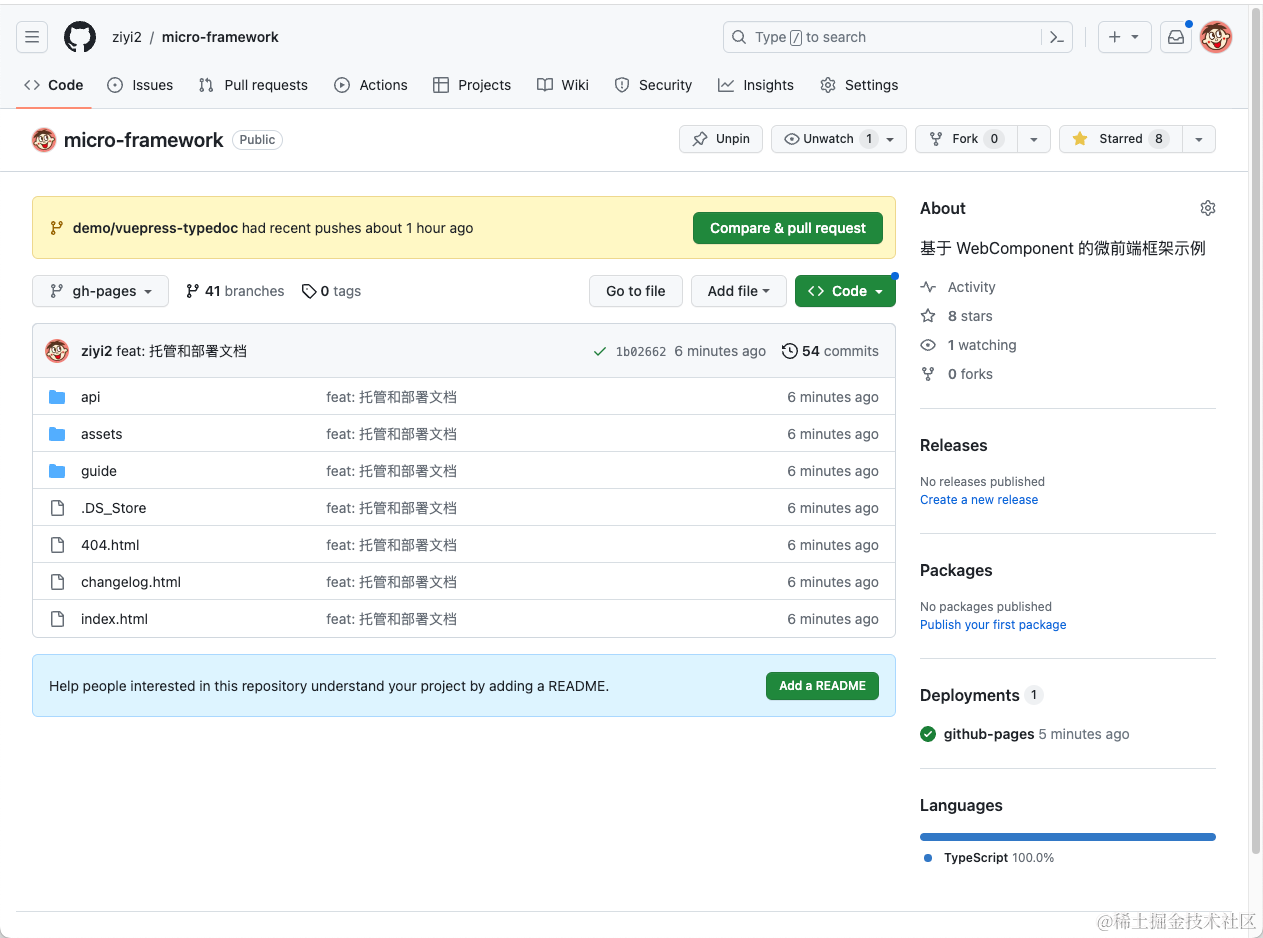 ziyi2 / micro-framework
Type / to search
Code Issues Pull requests Actions Projects Wiki Security Insights Settings
micro-framework Public
Unpin Unwatch 1 Fork 0 Starred 8
demo/vuepress-typedoc had recent pushes about 1 hour ago Compare & pull request
gh-pages 41 branches 0 tags Go to file Add file Code
ziyi2 feat: 托管和部署文档 1b02662 6 minutes ago 54 commits
api feat: 托管和部署文档 6 minutes ago
assets feat: 托管和部署文档 6 minutes ago
guide feat: 托管和部署文档 6 minutes ago
.DS_Store feat: 托管和部署文档 6 minutes ago
404.html feat: 托管和部署文档 6 minutes ago
changelog.html feat: 托管和部署文档 6 minutes ago
index.html feat: 托管和部署文档 6 minutes ago
Help people interested in this repository understand your project by adding a README. Add a README
About
基于 WebComponent 的微前端框架示例
Activity
8 stars
1 watching
0 forks
Releases
No releases published
Create a new release
Packages
No packages published
Publish your first package
Deployments 1
github-pages 5 minutes ago
Languages
TypeScript 100.0%
@稀土掘金技术社区